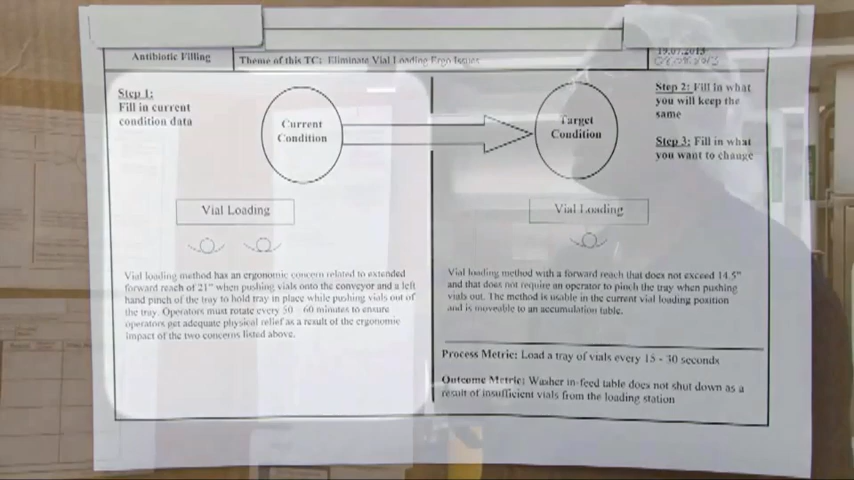 Antibiotic Filling
Theme of this TC: Eliminate Vial Loading Ergo Issues
19.07.2013
Step 1:
Fill in current
condition data
Current
Condition
Target
Condition
Step 2: Fill in what
you will keep the
same
Step 3: Fill in what
you want to change
Vial Loading
Vial Loading
Vial loading method has an ergonomic concern related to extended
forward reach of 21" when pushing vials onto the conveyor and a left
hand pinch of the tray to hold tray in place while pushing vials out of
the tray. Operators must rotate every 50 - 60 minutes to ensure
operators get adequate physical relief as a result of the ergonomic
impact of the two concerns listed above.
Vial loading method with a forward reach that does not exceed 14.5"
and that does not require an operator to pinch the tray when pushing
vials out. The method is usable in the current vial loading position
and is moveable to an accumulation table.
Process Metric: Load a tray of vials every 15 - 30 seconds
Outcome Metric: Washer in-feed table does not shut down as a
result of insufficient vials from the loading station